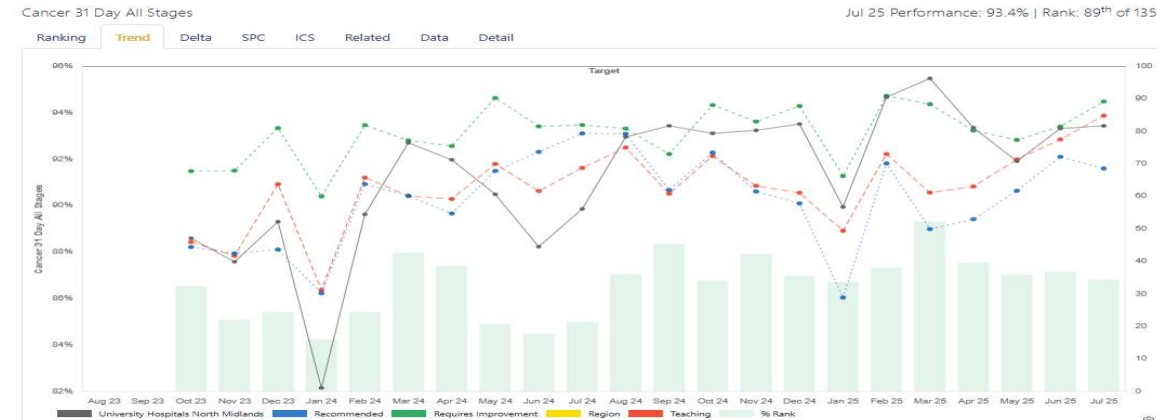 Cancer 31 Day All Stages
Jul 25 Performance: 93.4% | Rank: 89th of 135
Ranking Trend Delta SPC ICS Related Data Detail
Target
96%
94%
92%
90%
88%
86%
84%
82%
Cancer 31 Day All Stages
100
90
80
70
60
50
40
30
20
10
0
Aug 23 Sep 23 Oct 23 Nov 23 Dec 23 Jan 24 Feb 24 Mar 24 Apr 24 May 24 Jun 24 Jul 24 Aug 24 Sep 24 Oct 24 Nov 24 Dec 24 Jan 25 Feb 25 Mar 25 Apr 25 May 25 Jun 25 Jul 25
University Hospitals North Midlands Recommended Requires Improvement Region Teaching % Rank